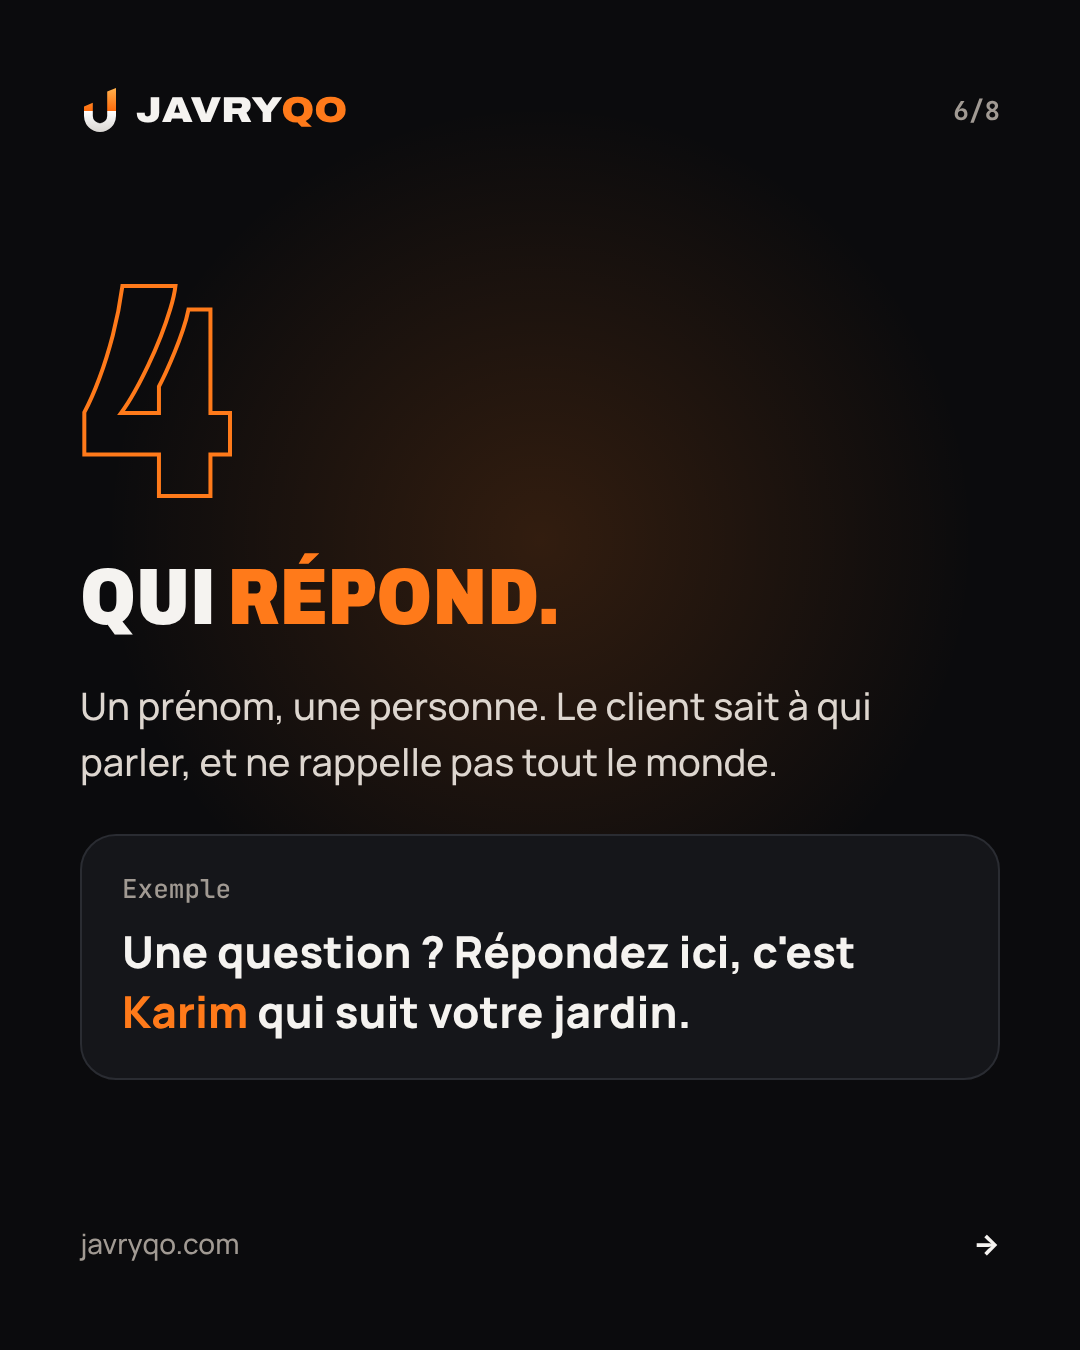 JAVRYQO
6/8
4
QUI RÉPOND.
Un prénom, une personne. Le client sait à qui
parler, et ne rappelle pas tout le monde.
Exemple
Une question ? Répondez ici, c'est
Karim qui suit votre jardin.
javryqo.com
→